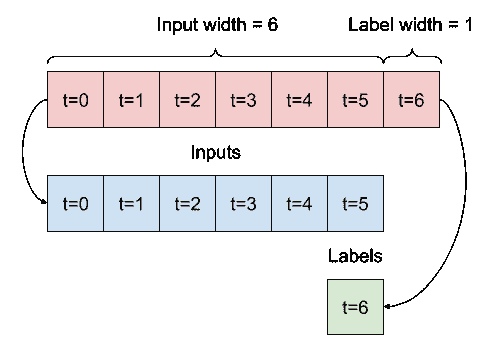 Input width = 6 Label width = 1
t=0 t=1 t=2 t=3 t=4 t=5 t=6
Inputs
t=0 t=1 t=2 t=3 t=4 t=5
Labels
t=6